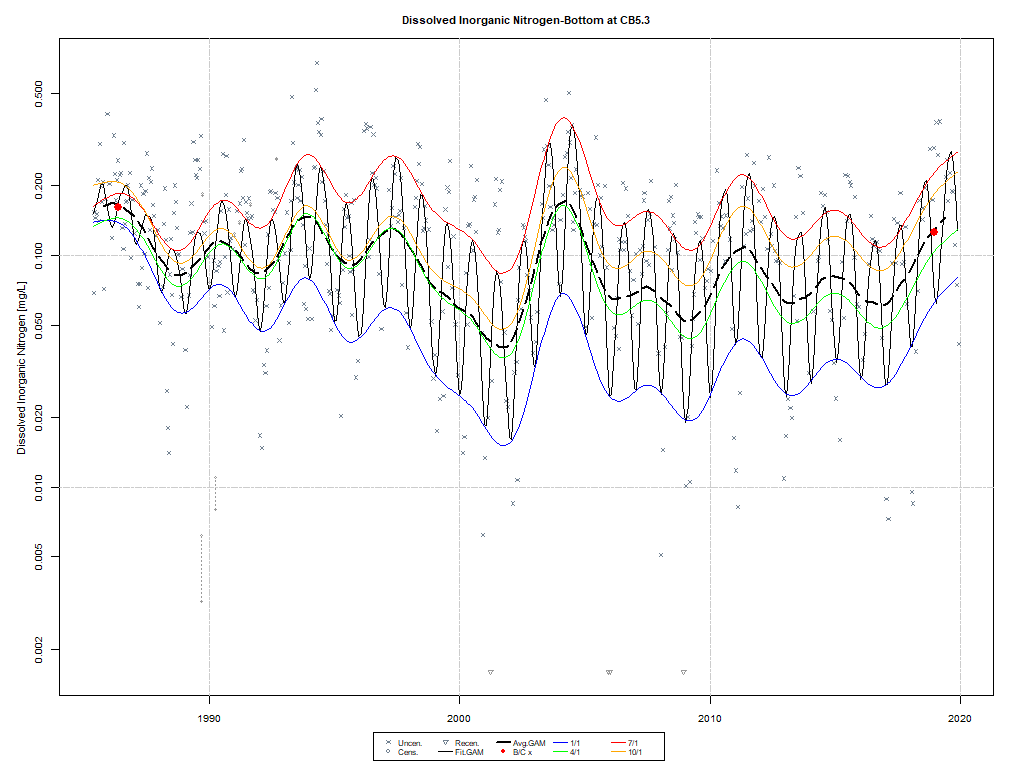 Dissolved Inorganic Nitrogen-Bottom at CB5.3
Dissolved Inorganic Nitrogen [mg/L]
0.500
0.200
0.100
0.050
0.020
0.010
0.005
0.002
1990 2000 2010 2020
Uncen. Recen. Avg.GAM 1/1 7/1
Cens. Fit.GAM B/C x 4/1 10/1